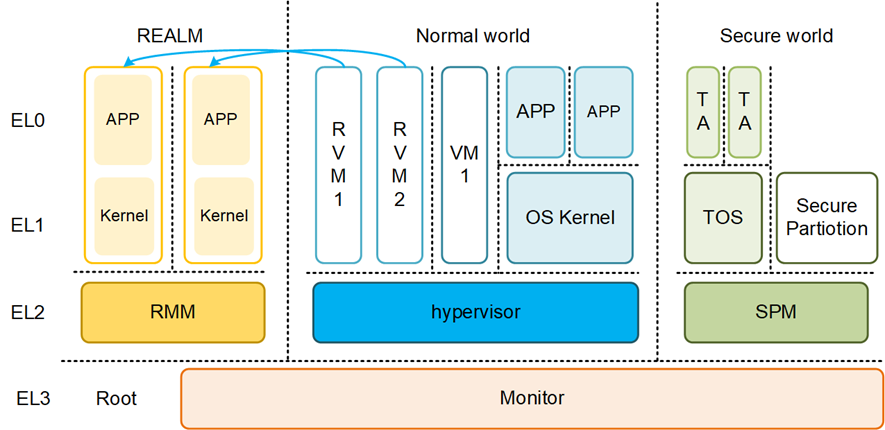 REALM
Normal world
Secure world
EL0
APP
APP
R
V
M
1
R
V
M
2
VM
1
APP
APP
T
A
T
A
EL1
Kernel
Kernel
OS Kernel
TOS
Secure
Partiotion
EL2
RMM
hypervisor
SPM
EL3
Root
Monitor